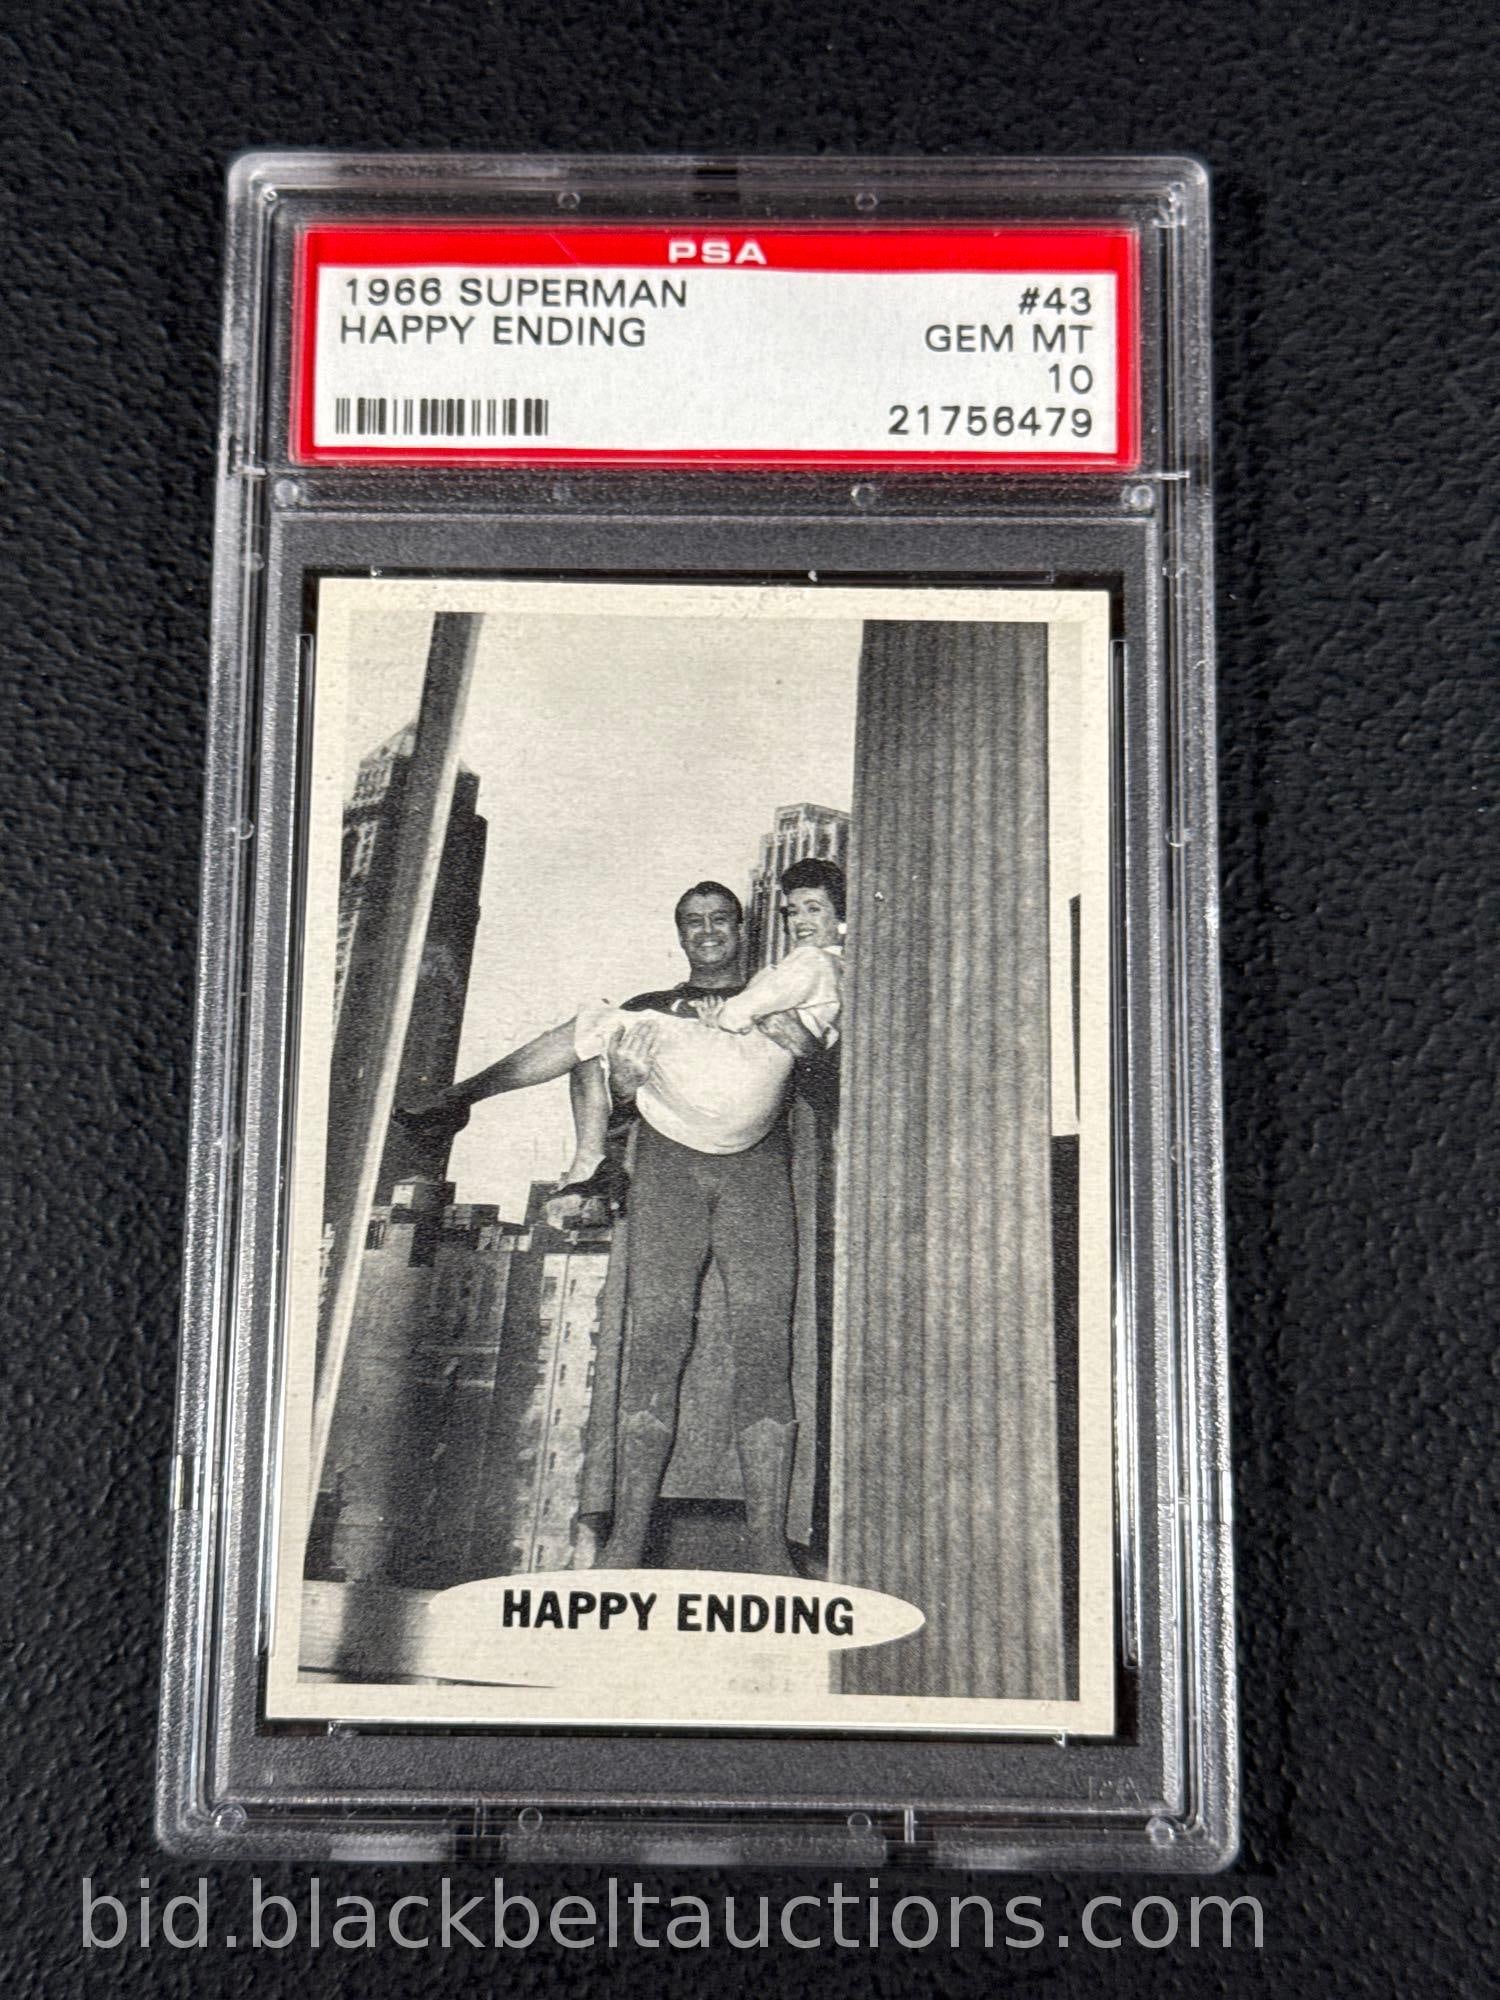 PSA
1966 SUPERMAN #43
HAPPY ENDING GEM MT
10
21756479
HAPPY ENDING
bid.blackbeltauctions.com